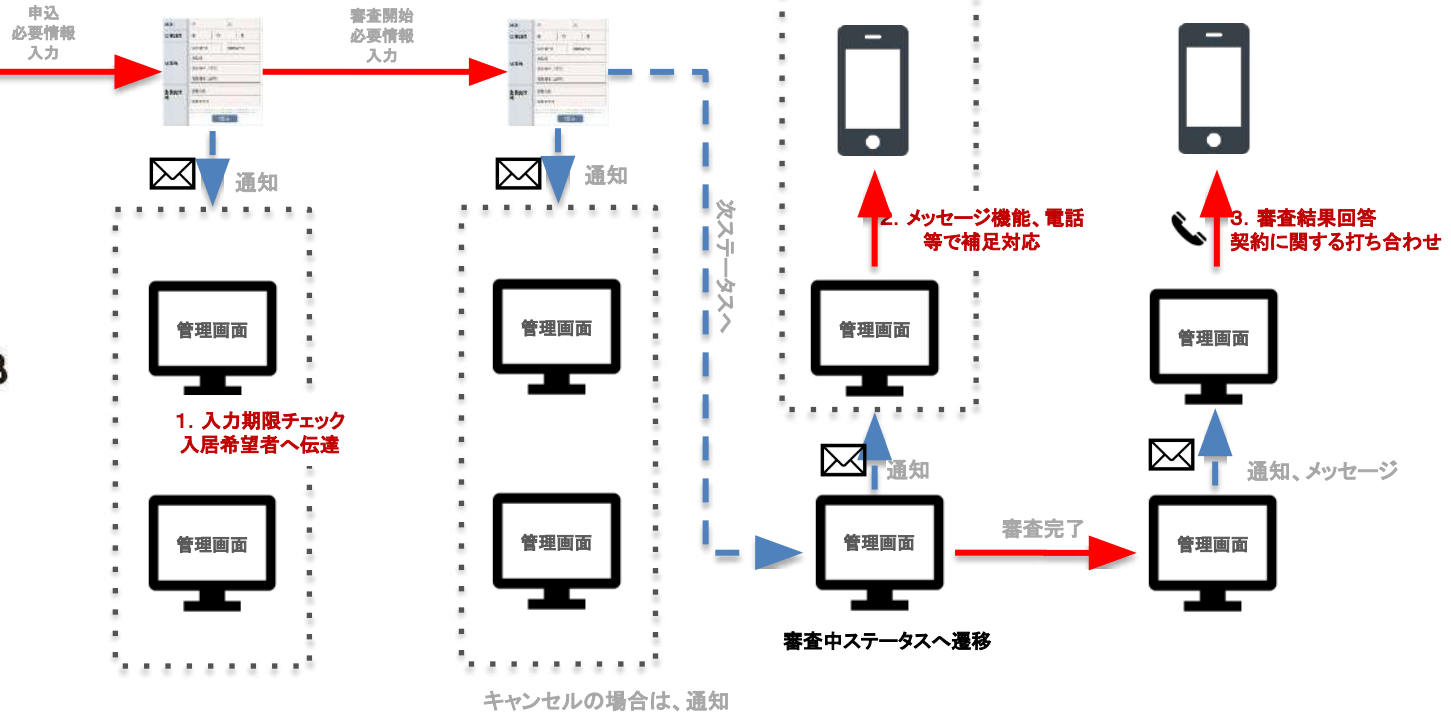 申込
必要情報
入力
審査開始
必要情報
入力
通知
通知
次ステータスへ
2. メッセージ機能、電話
等で補足対応
3. 審査結果回答
契約に関する打ち合わせ
管理画面
管理画面
管理画面
管理画面
1. 入力期限チェック
入居希望者へ伝達
通知
通知、メッセージ
管理画面
管理画面
管理画面
審査完了
管理画面
審査中ステータスへ遷移
キャンセルの場合は、通知